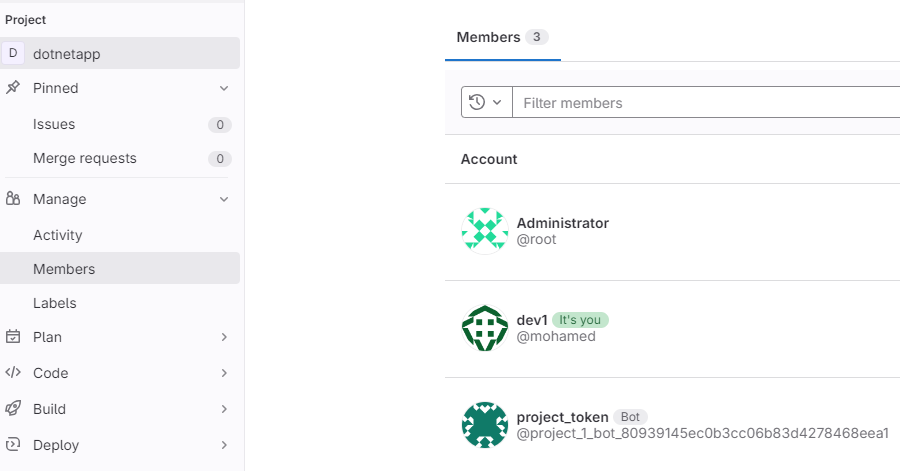 Project
D dotnetapp
Pinned
Issues 0
Merge requests 0
Manage
Activity
Members
Labels
Plan
Code
Build
Deploy
Members 3
Filter members
Account
Administrator
@root
dev1 It's you
@mohamed
project_token Bot
@project_1_bot_80939145ec0b3cc06b83d4278468eea1